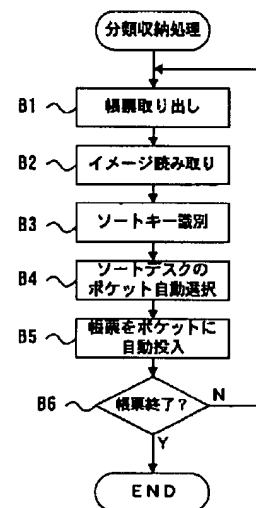 分類収納処理
B1 帳票取り出し
B2 イメージ読み取り
B3 ソートキー識別
B4 ソートデスクの
ポケット自動選択
B5 帳票をポケットに
自動投入
B6 帳票終了? N
Y
END